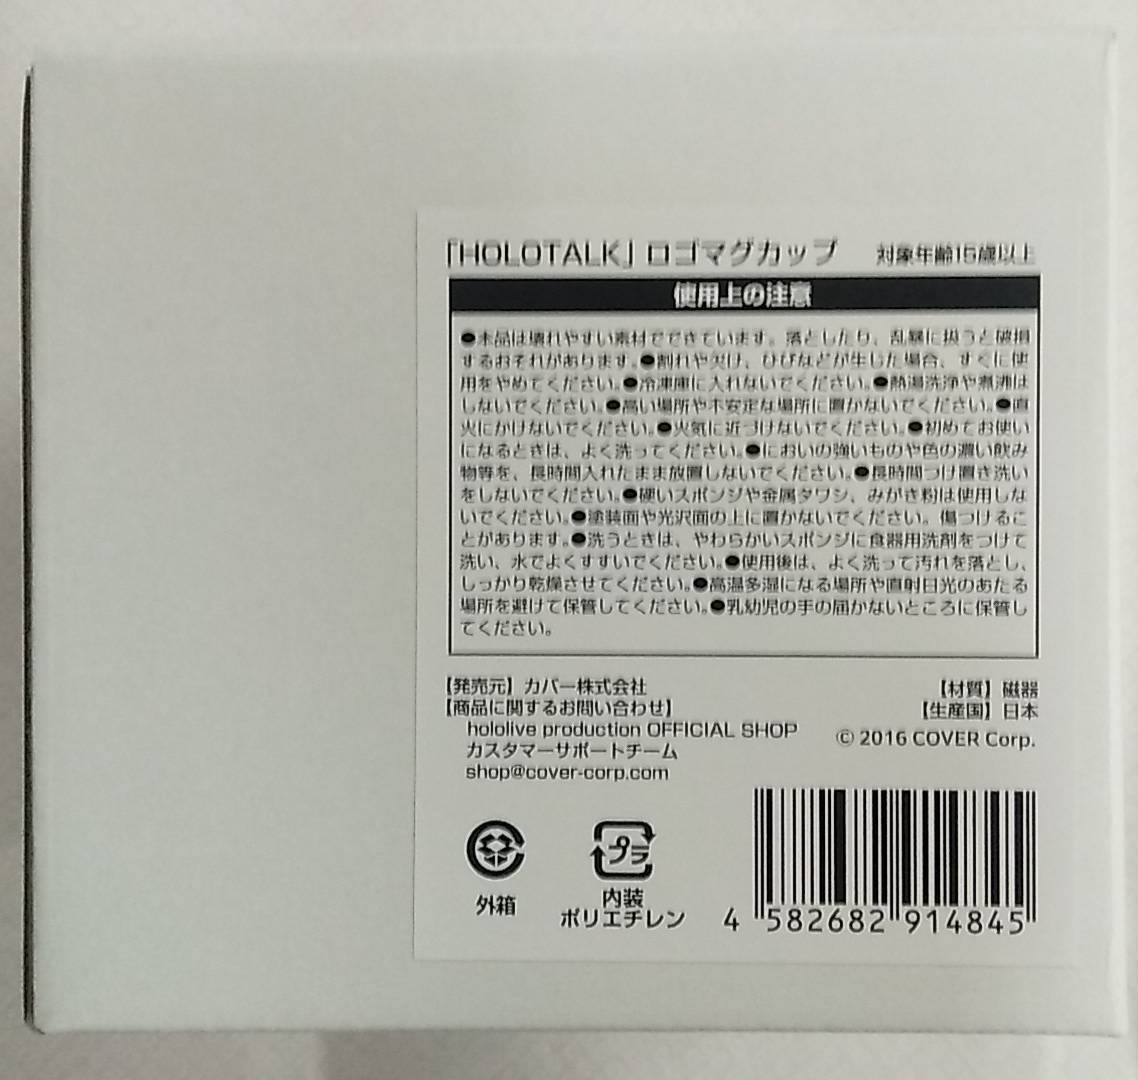 「HOLOTALK」ロゴマグカップ 対象年齢15歳以上
使用上の注意
●本品は壊れやすい素材でできています。落としたり、乱暴に扱うと破損
するおそれがあります。●割れや欠け、ひびなどが生じた場合、すぐに使
用をやめてください。●冷凍庫に入れないでください。●熱湯洗浄や煮沸は
しないでください。●高い場所や不安定な場所に置かないでください。●直
火にかけないでください。●火気に近づけないでください。●初めてお使い
になるときは、よく洗ってください。●においの強いものや色の濃い飲み
物等を、長時間入れたまま放置しないでください。●長時間つけ置き洗い
をしないでください。●硬いスポンジや金属タワシ、みがき粉は使用しな
いでください。●塗装面や光沢面の上に置かないでください。傷つけるこ
とがあります。●洗うときは、やわらかいスポンジに食器用洗剤をつけて
洗い、水でよくすすいでください。●使用後は、よく洗って汚れを落とし、
しっかり乾燥させてください。●高温多湿になる場所や直射日光のあたる
場所を避けて保管してください。●乳幼児の手の届かないところに保管し
てください。
【発売元】カバー株式会社
【商品に関するお問い合わせ】
hololive production OFFICIAL SHOP
カスタマーサポートチーム
shop@cover-corp.com
【材質】磁器
【生産国】日本
© 2016 COVER Corp.
外箱
プラ
内装
ポリエチレン
4 582682 914845